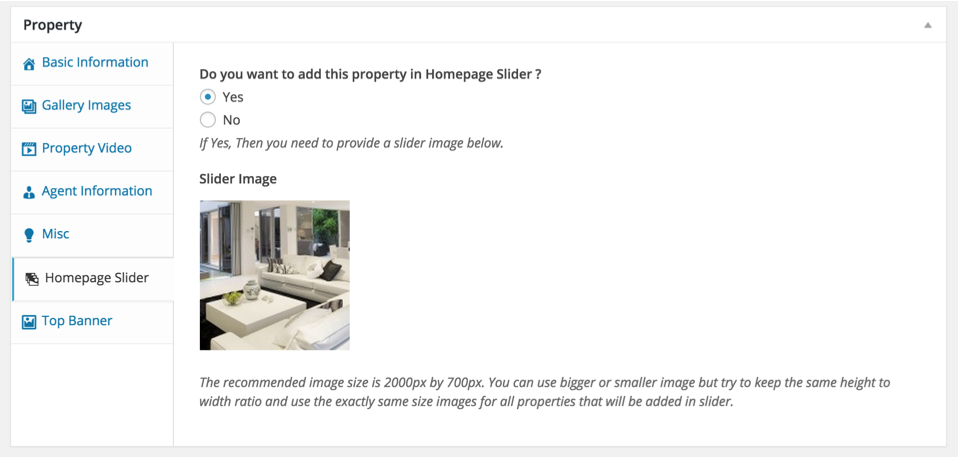 Property
Basic Information
Gallery Images
Property Video
Agent Information
Misc
Homepage Slider
Top Banner
Do you want to add this property in Homepage Slider ?
Yes
No
If Yes, Then you need to provide a slider image below.
Slider Image
The recommended image size is 2000px by 700px. You can use bigger or smaller image but try to keep the same height to
width ratio and use the exactly same size images for all properties that will be added in slider.